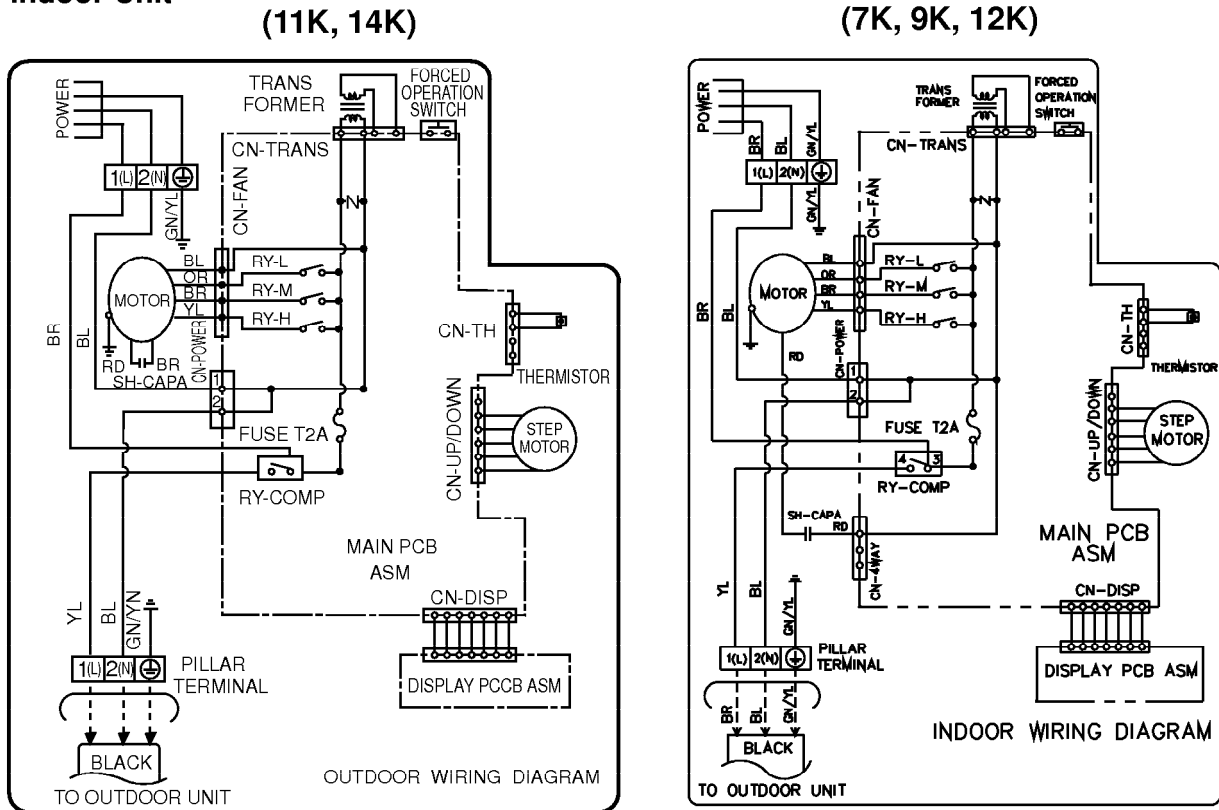 Indoor Unit
(11K, 14K)
POWER
TRANS
FORMER
FORCED
OPERATION
SWITCH
CN-TRANS
1(L) 2(N)
GN/YL
CN-FAN
N
BL
OR
BR
YL
RY-L
RY-M
RY-H
MOTOR
BR
BL
RD
BR
SH-CAPA
CN-POWER
1
2
CN-TH
THERMISTOR
FUSE T2A
RY-COMP
CN-UP/DOWN
STEP
MOTOR
MAIN PCB
ASM
CN-DISP
YL
BL
GN/YN
1(L) 2(N)
PILLAR
TERMINAL
DISPLAY PCCB ASM
BLACK
TO OUTDOOR UNIT
OUTDOOR WIRING DIAGRAM
(7K, 9K, 12K)
POWER
TRANS
FORMER
FORCED
OPERATION
SWITCH
BR
BL
GN/YL
CN-TRANS
1(L) 2(N)
GN/YL
CN-FAN
N
BL
OR
BR
YL
RY-L
RY-M
RY-H
MOTOR
BR
BL
RD
CN-POWER
1
2
CN-TH
THERMISTOR
FUSE T2A
4 3
RY-COMP
CN-UP/DOWN
STEP
MOTOR
SH-CAPA
RD
CN-4WAY
MAIN PCB
ASM
CN-DISP
YL
BL
GN/YL
1(L) 2(N)
PILLAR
TERMINAL
DISPLAY PCB ASM
BR
BL
GN/YL
BLACK
TO OUTDOOR UNIT
INDOOR WIRING DIAGRAM